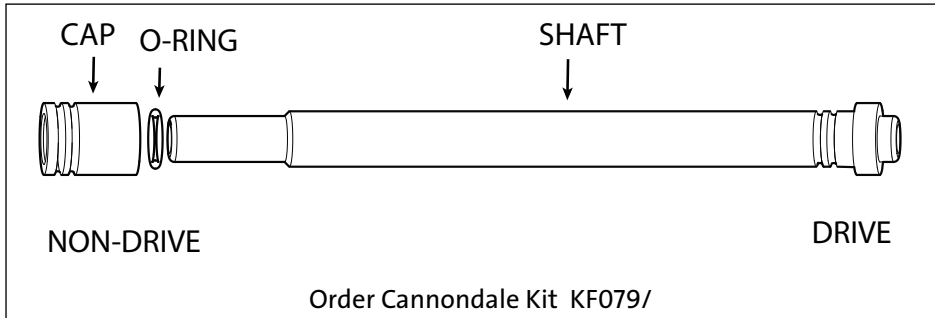 CAP O-RING SHAFT
NON-DRIVE DRIVE
Order Cannondale Kit KF079/